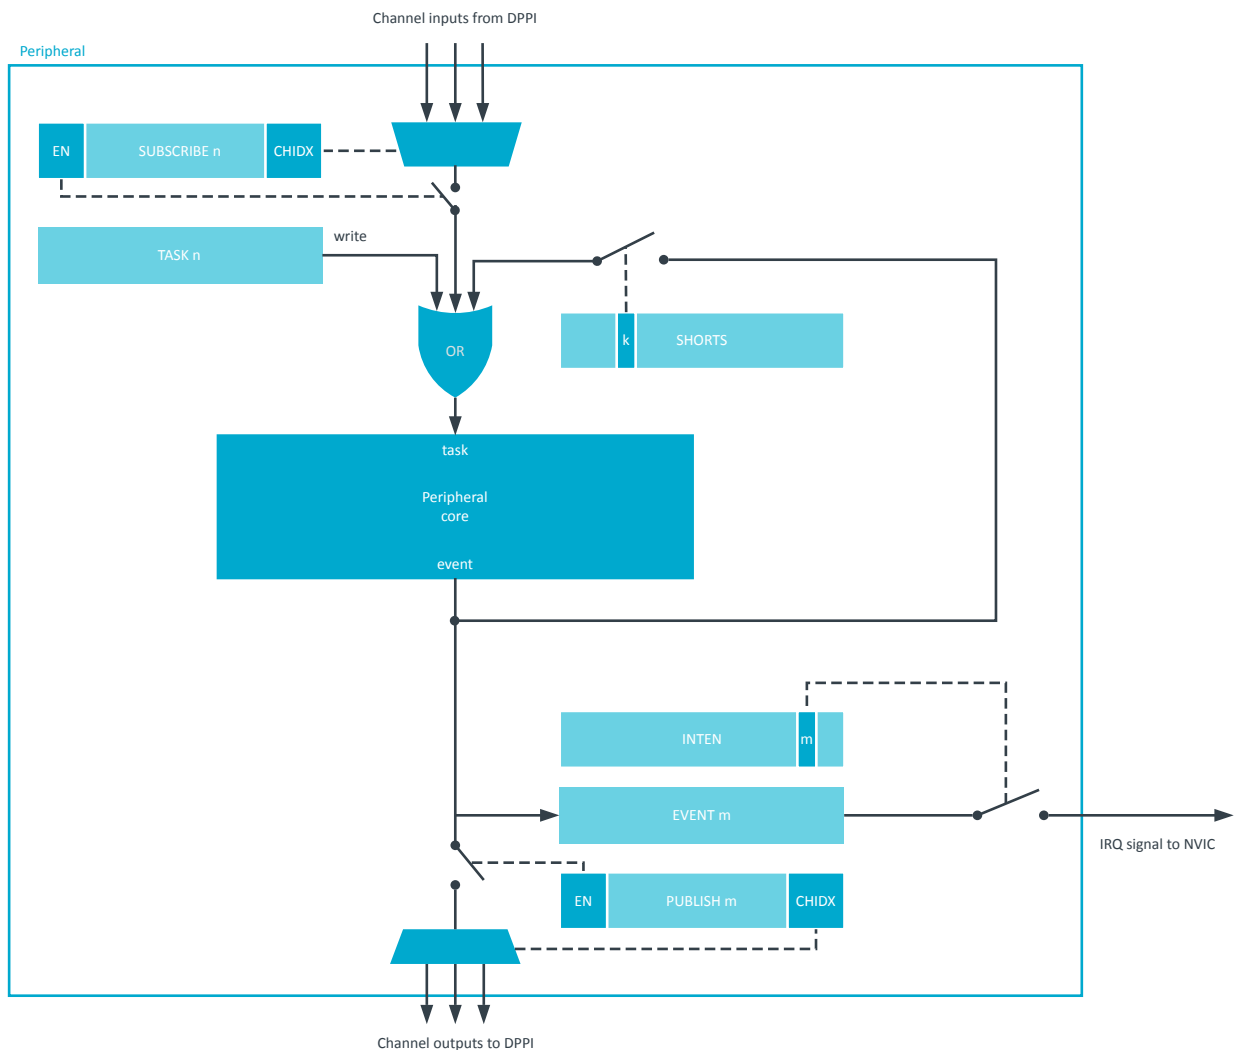 Channel inputs from DPPI
Peripheral
EN
SUBSCRIBE n
CHIDX
TASK n
write
OR
k
SHORTS
task
Peripheral
core
event
INTEN
m
EVENT m
IRQ signal to NVIC
EN
PUBLISH m
CHIDX
Channel outputs to DPPI